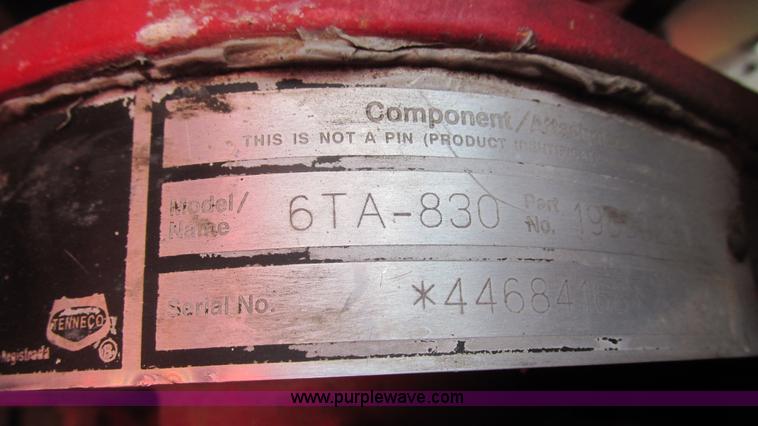 Component/
THIS IS NOT A PIN (PRODUCT
Model/
Name
6TA-830
Part
No.
Serial No.
TENNECO
Registrada
®
www.purplewave.com